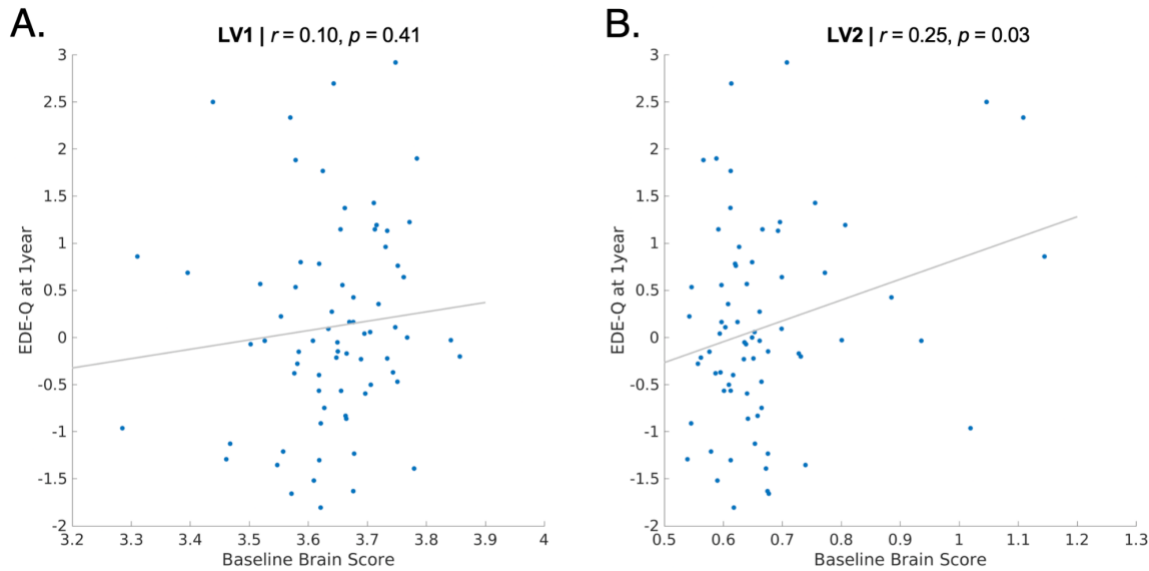 A.
LV1 | r = 0.10, p = 0.41
3
2.5
2
1.5
1
0.5
0
-0.5
-1
-1.5
-2
EDE-Q at 1year
3.2 3.3 3.4 3.5 3.6 3.7 3.8 3.9 4
Baseline Brain Score
B.
LV2 | r = 0.25, p = 0.03
3
2.5
2
1.5
1
0.5
0
-0.5
-1
-1.5
-2
EDE-Q at 1year
0.5 0.6 0.7 0.8 0.9 1 1.1 1.2 1.3
Baseline Brain Score